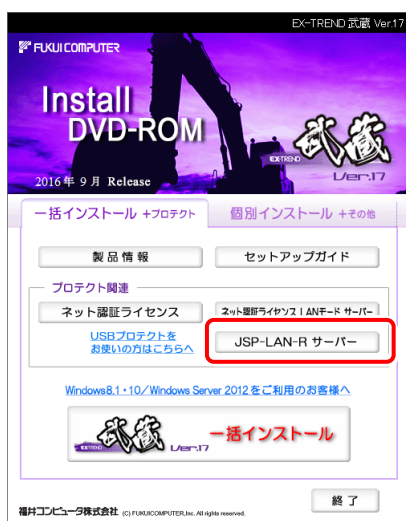 EX-TREND 武蔵 Ver.17
FUKUI COMPUTER
Install
DVD-ROM
EX-TREND 武蔵
Ver.17
2016年 9月 Release
一括インストール +プロテクト
個別インストール +その他
製品情報
セットアップガイド
プロテクト関連
ネット認証ライセンス
ネット認証ライセンス LANモード サーバー
USBプロテクトを
お使いの方はこちらへ
JSP-LAN-R サーバー
Windows8.1・10/Windows Server 2012をご利用のお客様へ
EX-TREND 武蔵 Ver.17
一括インストール
終了
福井コンピュータ株式会社 (C) FUKUICOMPUTER,Inc. All rights reserved.